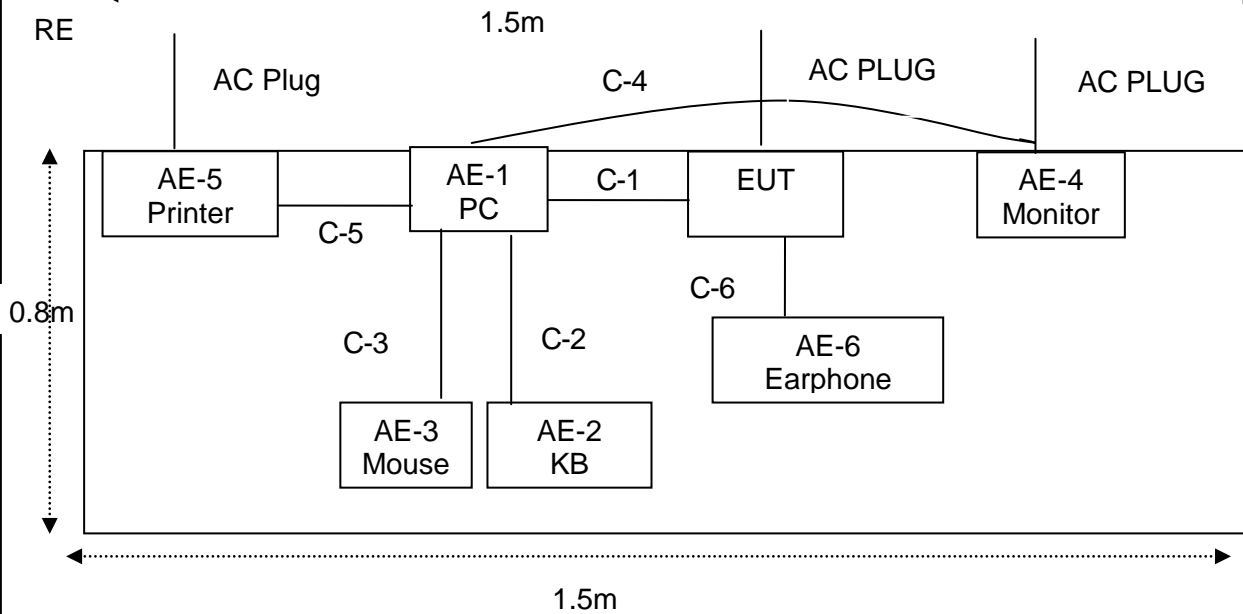 1.5m
RE
AC Plug
C-4
AC PLUG
AC PLUG
AE-5
Printer
AE-1
PC
C-1
EUT
AE-4
Monitor
C-5
C-6
0.8m
C-3
C-2
AE-6
Earphone
AE-3
Mouse
AE-2
KB
1.5m